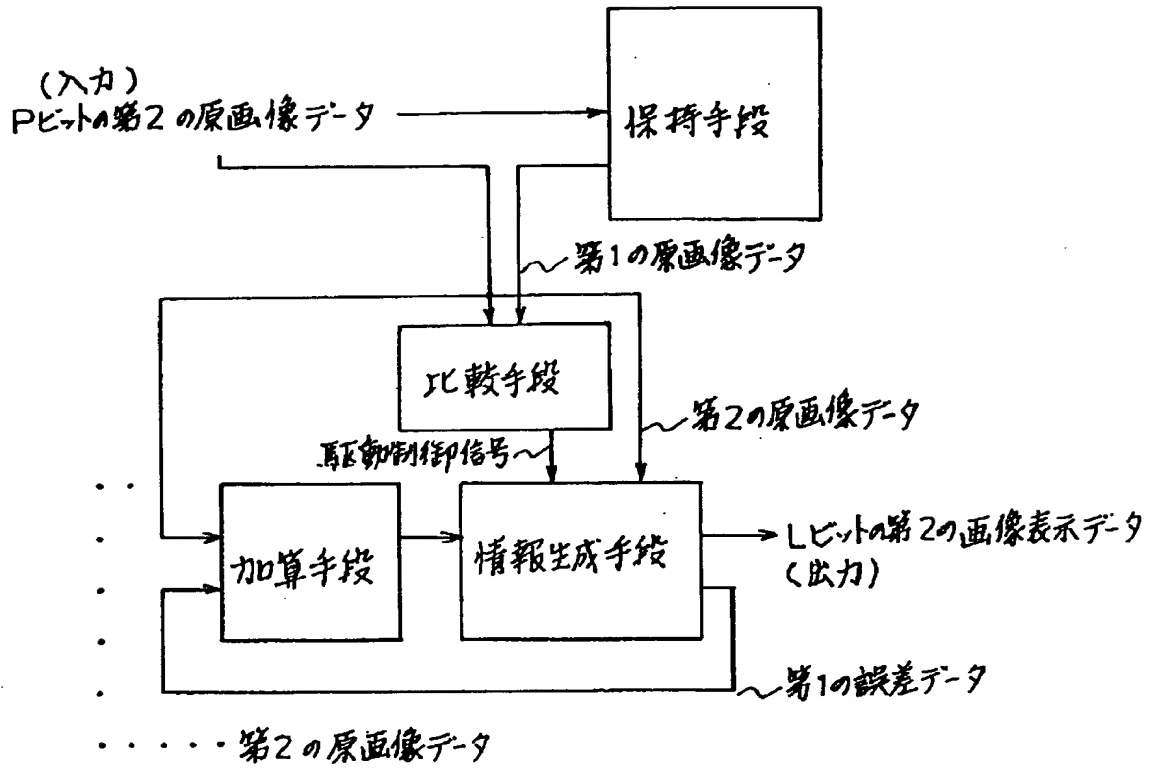 (入力)
Pビットの第2の原画像データ
保持手段
第1の原画像データ
比較手段
第2の原画像データ
駆動制御信号
加算手段
情報生成手段
Lビットの第2の画像表示データ
(出力)
第1の誤差データ
第2の原画像データ